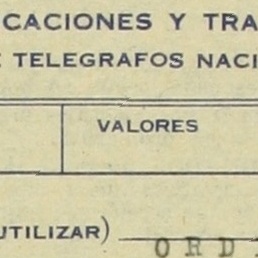 CACIONES Y TRA
E TELEGRAFOS NACI
VALORES
UTILIZAR)
ORD